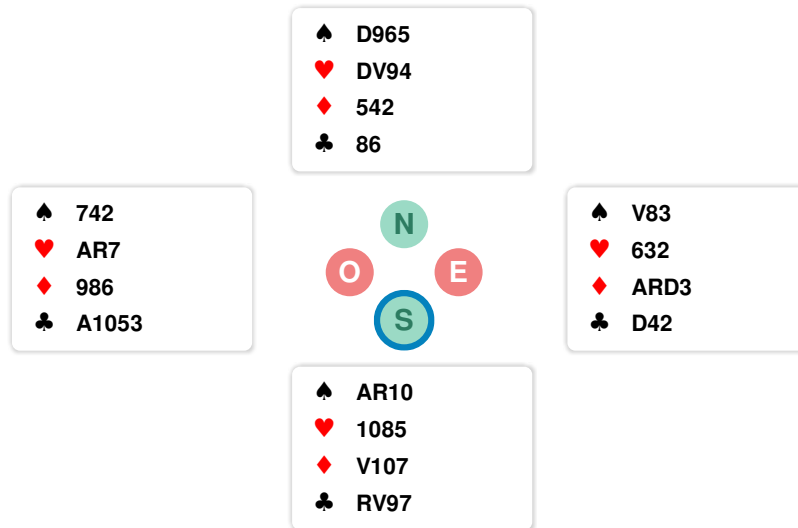 ♠ D965
♥ DV94
♦ 542
♣ 86
♠ 742
♥ AR7
♦ 986
♣ A1053
N
O E
S
♠ V83
♥ 632
♦ ARD3
♣ D42
♠ AR10
♥ 1085
♦ V107
♣ RV97